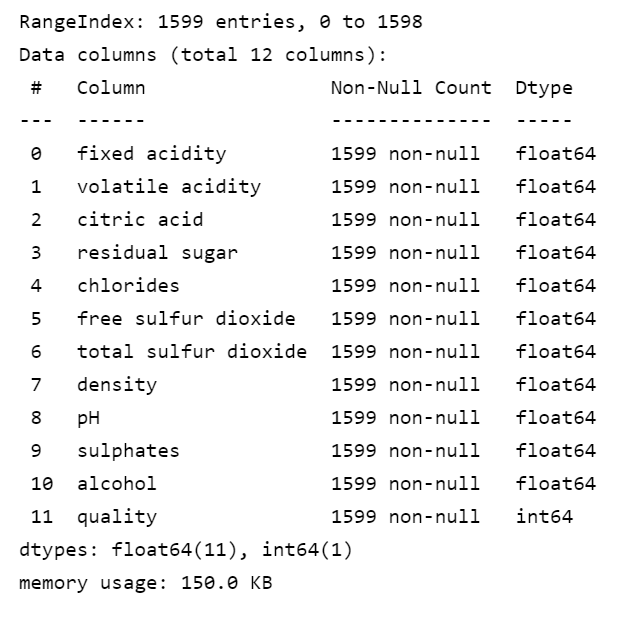 RangeIndex: 1599 entries, 0 to 1598
Data columns (total 12 columns):
 #   Column                Non-Null Count  Dtype
---  ------                --------------  -----
 0   fixed acidity         1599 non-null   float64
 1   volatile acidity      1599 non-null   float64
 2   citric acid           1599 non-null   float64
 3   residual sugar        1599 non-null   float64
 4   chlorides             1599 non-null   float64
 5   free sulfur dioxide   1599 non-null   float64
 6   total sulfur dioxide  1599 non-null   float64
 7   density               1599 non-null   float64
 8   pH                    1599 non-null   float64
 9   sulphates             1599 non-null   float64
 10  alcohol               1599 non-null   float64
 11  quality               1599 non-null   int64
dtypes: float64(11), int64(1)
memory usage: 150.0 KB